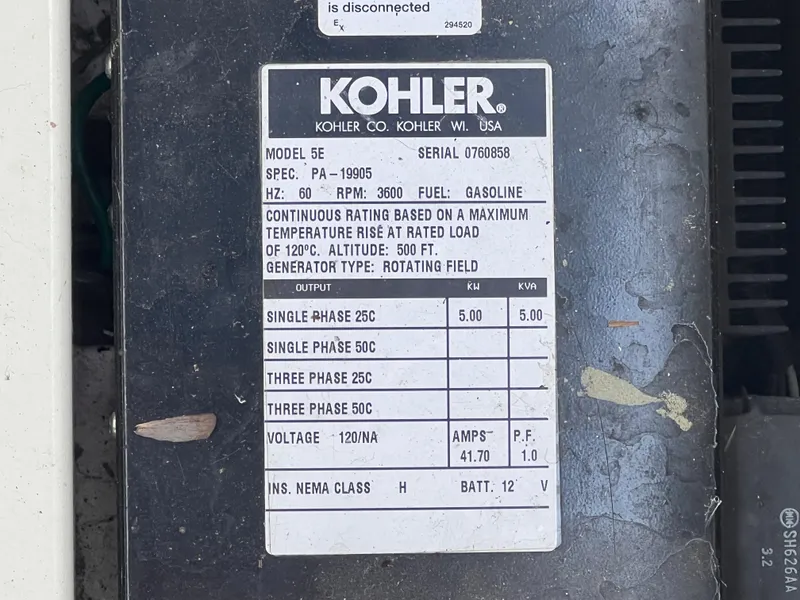 is disconnected
Ex 294520
KOHLER®
KOHLER CO. KOHLER WI. USA
MODEL 5E SERIAL 0760858
SPEC. PA-19905
HZ: 60 RPM: 3600 FUEL: GASOLINE
CONTINUOUS RATING BASED ON A MAXIMUM
TEMPERATURE RISE AT RATED LOAD
OF 120°C. ALTITUDE: 500 FT.
GENERATOR TYPE: ROTATING FIELD
OUTPUT KW KVA
SINGLE PHASE 25C 5.00 5.00
SINGLE PHASE 50C
THREE PHASE 25C
THREE PHASE 50C
VOLTAGE 120/NA AMPS P.F.
41.70 1.0
INS. NEMA CLASS H BATT. 12 V
SH626AA
3.2